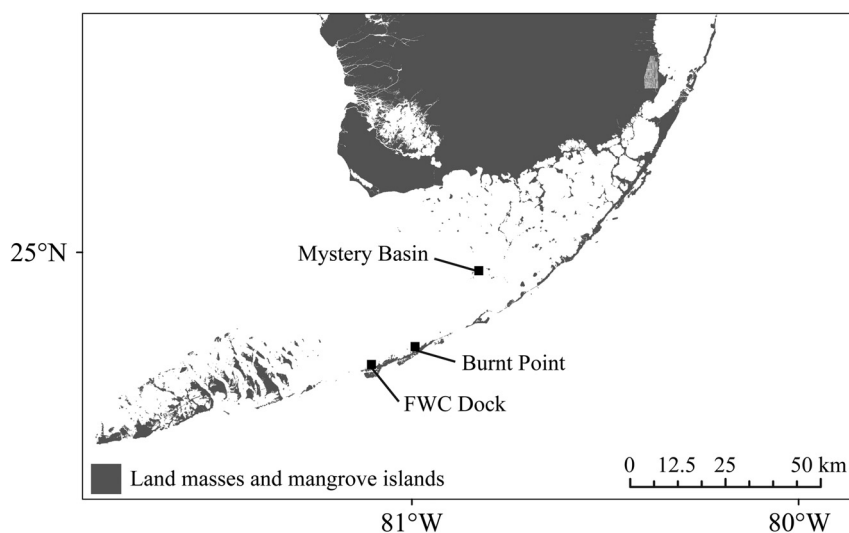 25°N
Mystery Basin
Burnt Point
FWC Dock
Land masses and mangrove islands
0 12.5 25 50 km
81°W 80°W